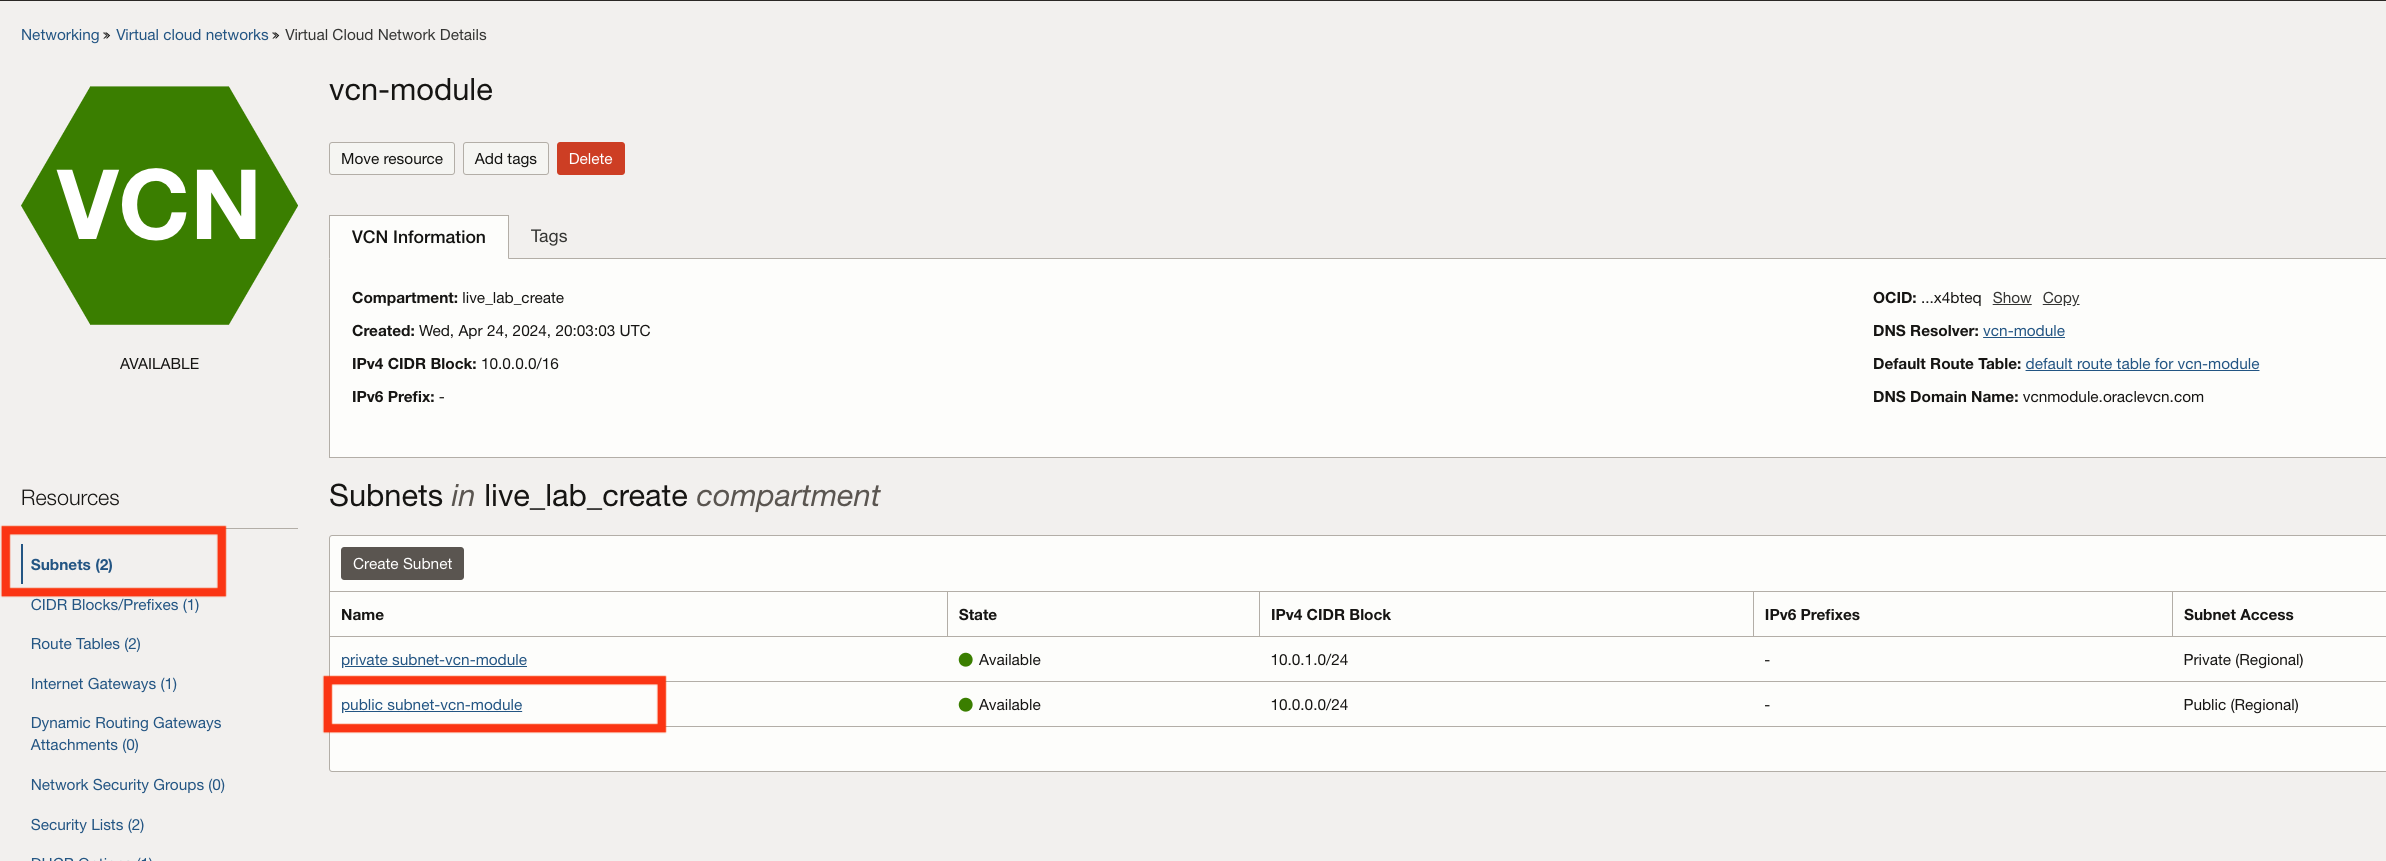 Networking » Virtual cloud networks » Virtual Cloud Network Details
VCN
AVAILABLE
vcn-module
Move resource Add tags Delete
VCN Information Tags
Compartment: live_lab_create
Created: Wed, Apr 24, 2024, 20:03:03 UTC
IPv4 CIDR Block: 10.0.0.0/16
IPv6 Prefix: -
OCID: ...x4bteq Show Copy
DNS Resolver: vcn-module
Default Route Table: default route table for vcn-module
DNS Domain Name: vcnmodule.oraclevcn.com
Resources
Subnets (2)
CIDR Blocks/Prefixes (1)
Route Tables (2)
Internet Gateways (1)
Dynamic Routing Gateways
Attachments (0)
Network Security Groups (0)
Security Lists (2)
Subnets in live_lab_create compartment
Create Subnet
Name State IPv4 CIDR Block IPv6 Prefixes Subnet Access
private subnet-vcn-module Available 10.0.1.0/24 - Private (Regional)
public subnet-vcn-module Available 10.0.0.0/24 - Public (Regional)